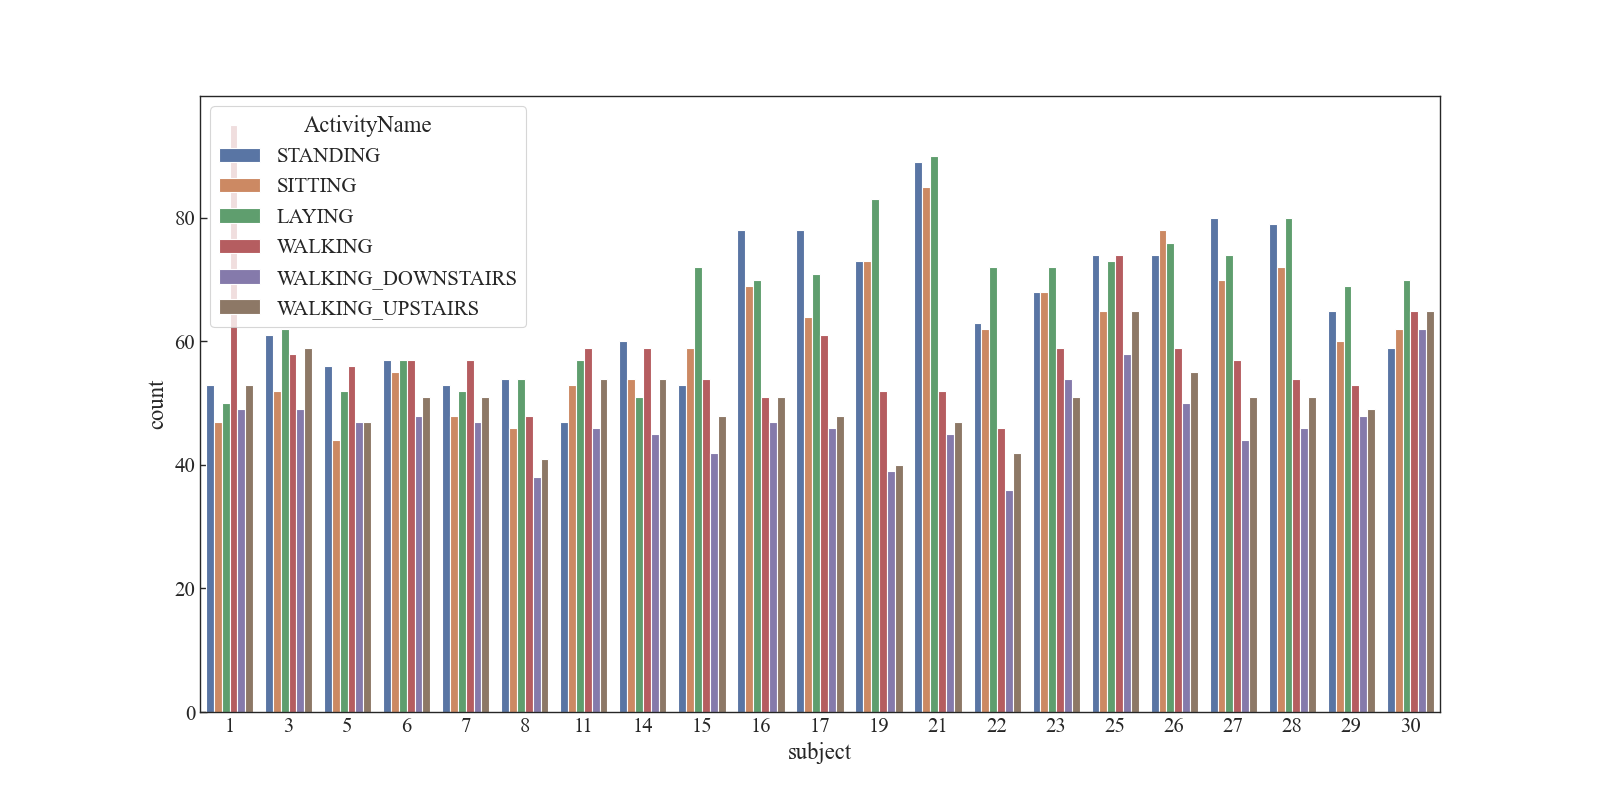 ActivityName
STANDING
SITTING
LAYING
WALKING
WALKING_DOWNSTAIRS
WALKING_UPSTAIRS
80
60
40
20
0
count
1 3 5 6 7 8 11 14 15 16 17 19 21 22 23 25 26 27 28 29 30
subject